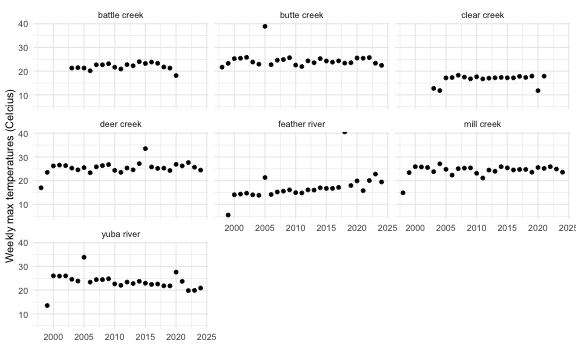 battle creek
butte creek
clear creek
40
30
20
10
deer creek
feather river
mill creek
40
30
20
10
2000 2005 2010 2015 2020 2025
2000 2005 2010 2015 2020 2025
yuba river
40
30
20
10
2000 2005 2010 2015 2020 2025
Weekly max temperatures (Celcius)